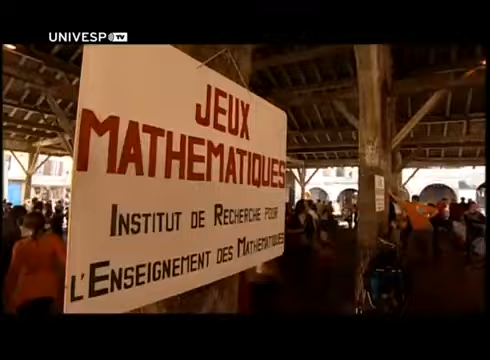 UNIVESP TV
JEUX
MATHEMATIQUES
INSTITUT DE RECHERCHE POUR
L'ENSEIGNEMENT DES MATHEMATIQUES